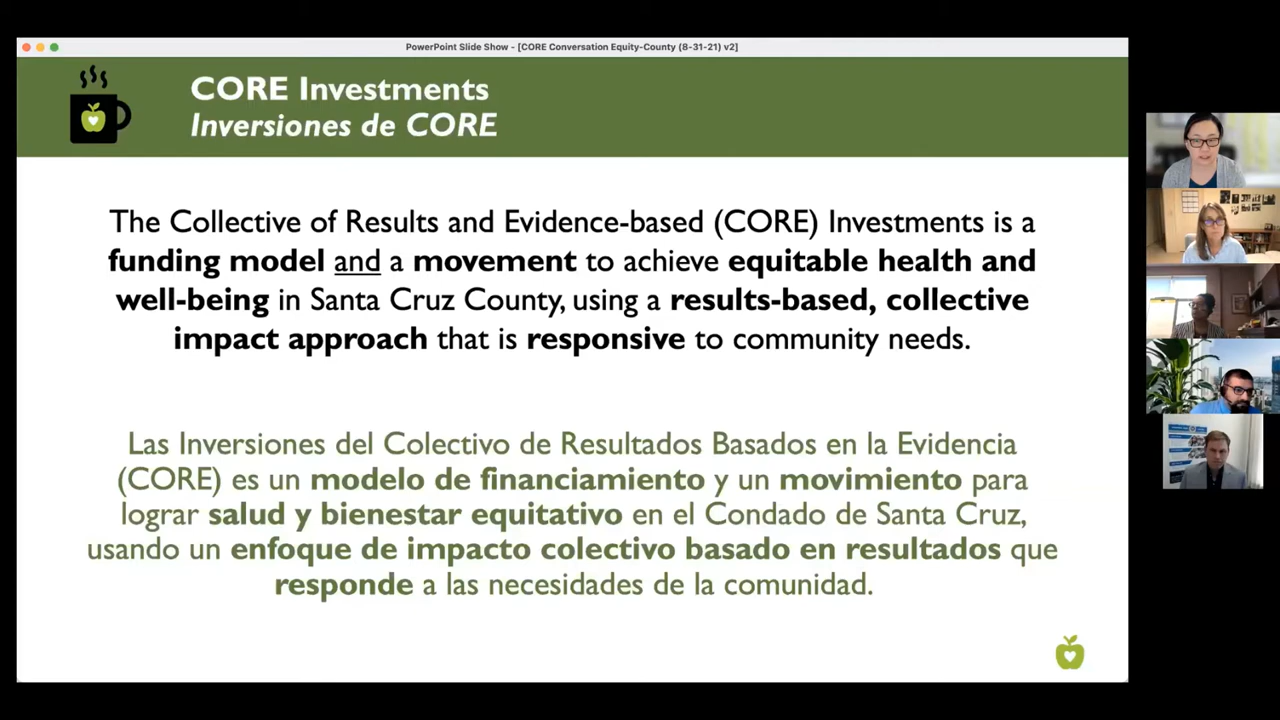 PowerPoint Slide Show - [CORE Conversation Equity-County (8-31-21) v2]
CORE Investments
Inversiones de CORE
The Collective of Results and Evidence-based (CORE) Investments is a
funding model and a movement to achieve equitable health and
well-being in Santa Cruz County, using a results-based, collective
impact approach that is responsive to community needs.
Las Inversiones del Colectivo de Resultados Basados en la Evidencia
(CORE) es un modelo de financiamiento y un movimiento para
lograr salud y bienestar equitativo en el Condado de Santa Cruz,
usando un enfoque de impacto colectivo basado en resultados que
responde a las necesidades de la comunidad.